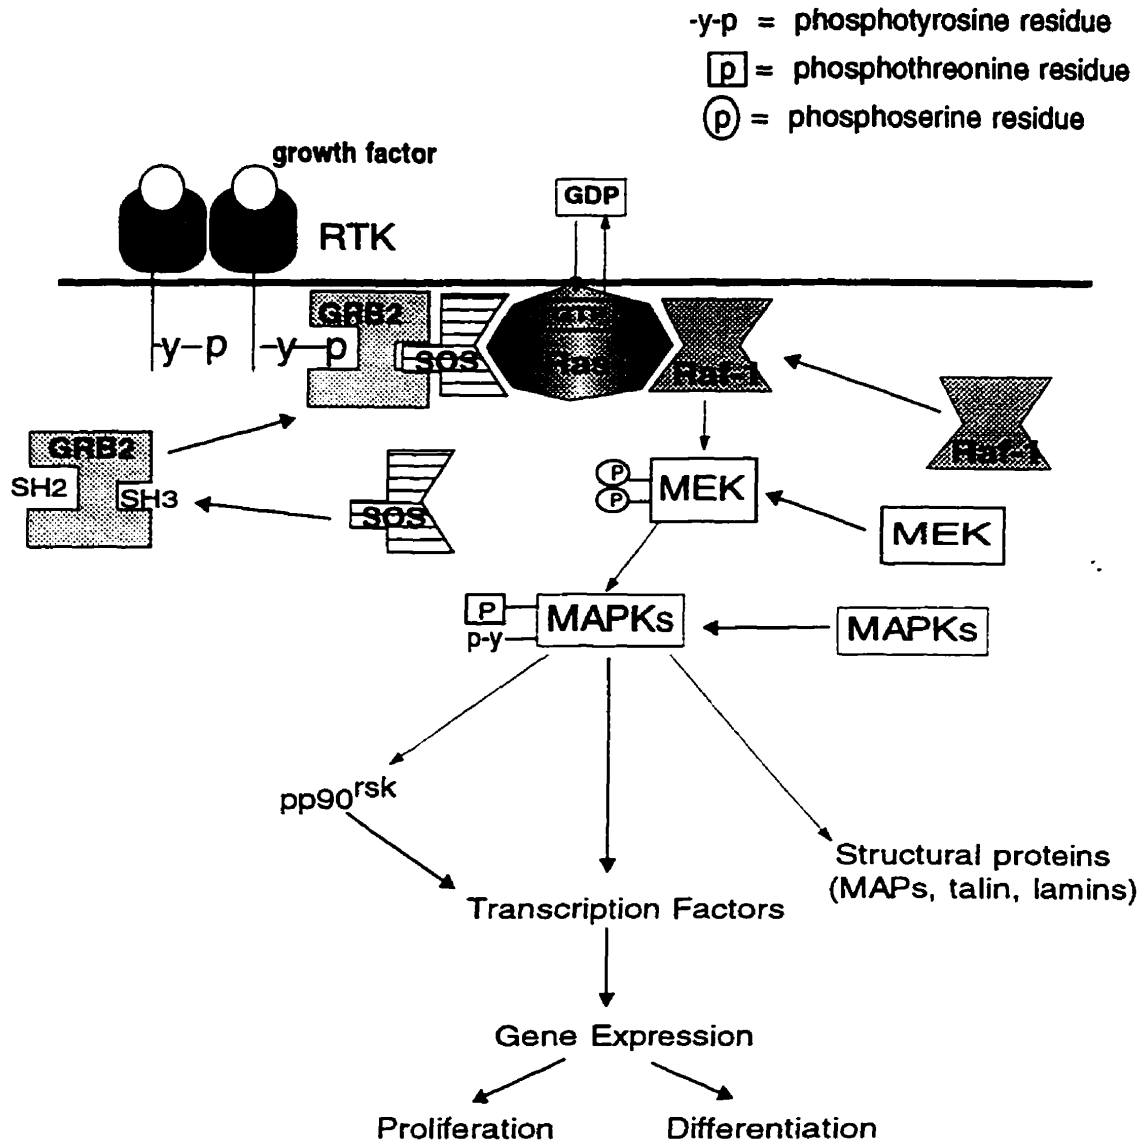 -y-p = phosphotyrosine residue
p = phosphothreonine residue
p = phosphoserine residue
growth factor
GDP
RTK
GRB2
-y-p
-y-p
SOS
Raf-1
Raf-1
GRB2
SH2
SH3
SOS
P
P
MEK
MEK
P
p-y
MAPKs
MAPKs
pp90rsk
Structural proteins
(MAPs, talin, lamins)
Transcription Factors
Gene Expression
Proliferation
Differentiation